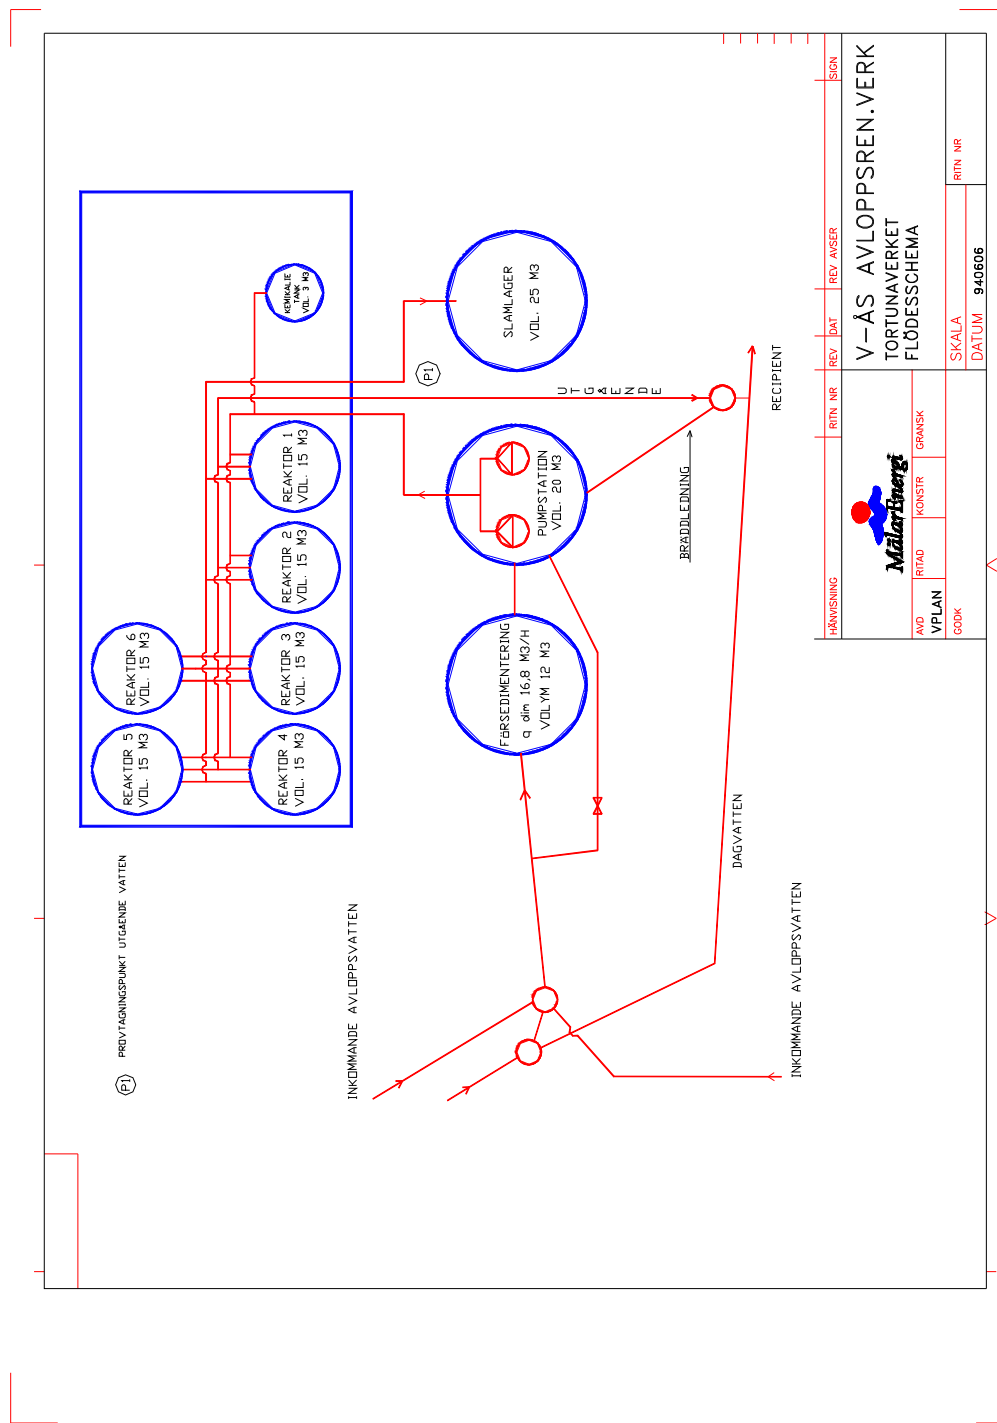 P1 PROVTAGNINGSPUNKT UTGÅENDE VATTEN
REAKTOR 5
VOL. 15 M3
REAKTOR 6
VOL. 15 M3
REAKTOR 4
VOL. 15 M3
REAKTOR 3
VOL. 15 M3
REAKTOR 2
VOL. 15 M3
REAKTOR 1
VOL. 15 M3
KEMIKALIE
TANK
VOL. 3 M3
INKOMMANDE AVLOPPSVATTEN
P1
FÖRSEDIMENTERING
q dim 16,8 M3/H
VOLYM 12 M3
PUMPSTATION
VOL. 20 M3
SLAMLAGER
VOL. 25 M3
UTGÅENDE
BRÄDDLEDNING
DAGVATTEN
RECIPIENT
INKOMMANDE AVLOPPSVATTEN
HÄNVISNING
RITN NR
REV
DAT
REV AVSER
SIGN
MälarEnergi
V-ÅS AVLOPPSREN.VERK
TORTUNAVERKET
FLÖDESSCHEMA
AVD
VPLAN
RITAD
KONSTR
GRANSK
GODK
SKALA
DATUM 940606
RITN NR